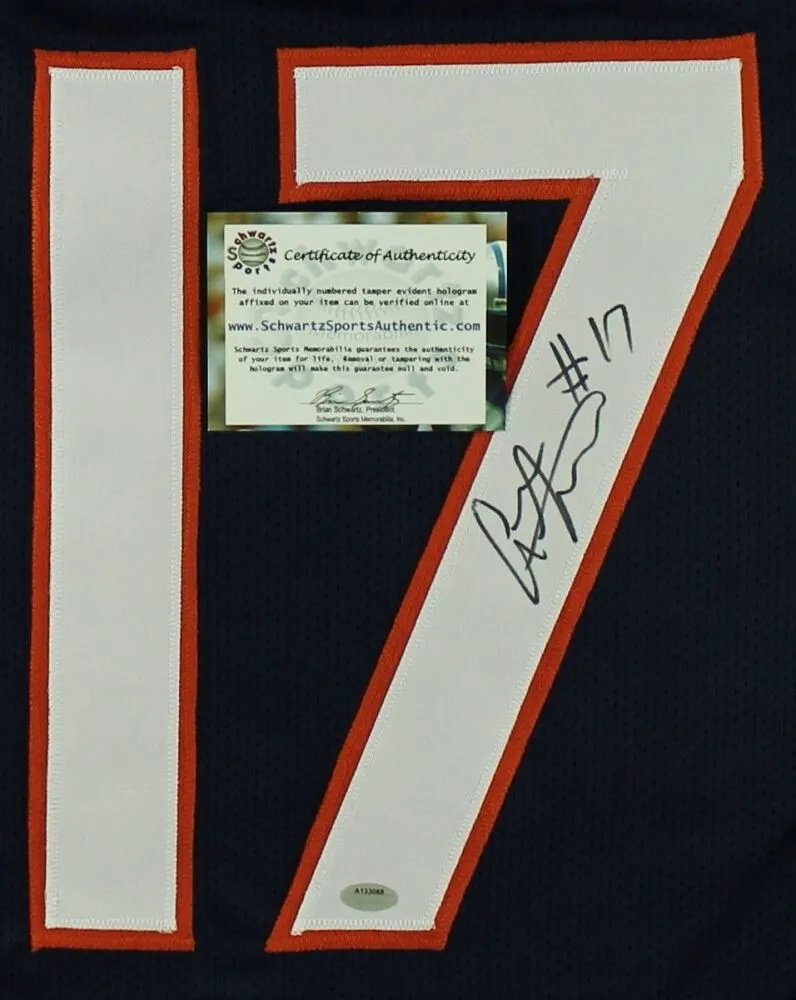 17
Schwartz
Sports
Certificate of Authenticity
The individually numbered tamper evident hologram
affixed on your item can be verified online at
www.SchwartzSportsAuthentic.com
Schwartz Sports Memorabilia guarantees the authenticity
of your item for life. Removal or tampering with the
hologram will make this guarantee null and void.
Brian Schwartz, President
Schwartz Sports Memorabilia, Inc.
#17
A133068